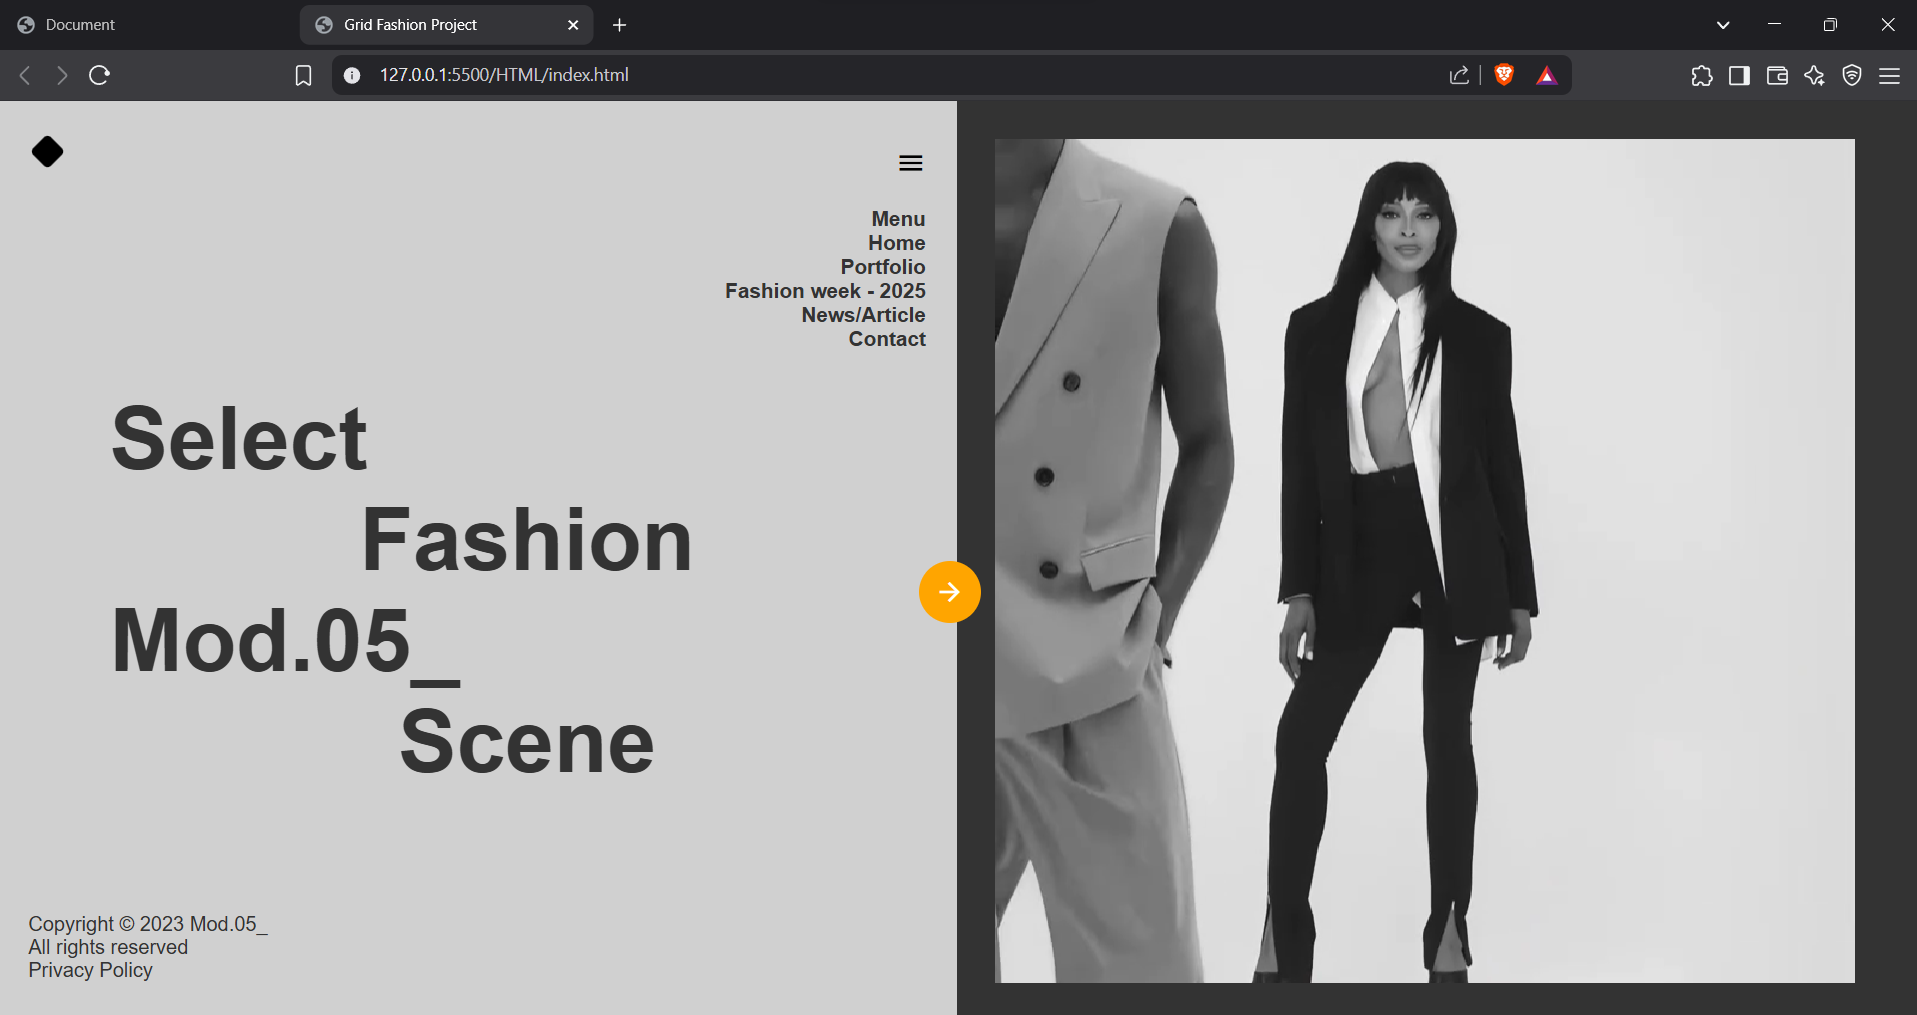 Document
Grid Fashion Project
127.0.0.1:5500/HTML/index.html
Menu
Home
Portfolio
Fashion week - 2025
News/Article
Contact
Select
Fashion
Mod.05_
Scene
Copyright © 2023 Mod.05_
All rights reserved
Privacy Policy